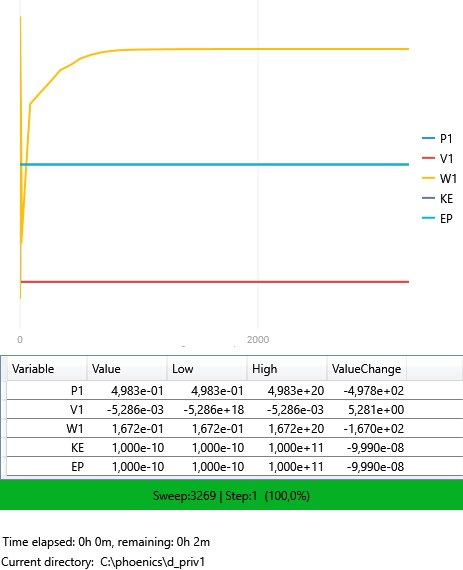 P1
V1
W1
KE
EP
0 2000
Variable Value Low High ValueChange
P1 4,983e-01 4,983e-01 4,983e+20 -4,978e+02
V1 -5,286e-03 -5,286e+18 -5,286e-03 5,281e+00
W1 1,672e-01 1,672e-01 1,672e+20 -1,670e+02
KE 1,000e-10 1,000e-10 1,000e+11 -9,990e-08
EP 1,000e-10 1,000e-10 1,000e+11 -9,990e-08
Sweep:3269 | Step:1 (100,0%)
Time elapsed: 0h 0m, remaining: 0h 2m
Current directory: C:\phoenics\d_priv1